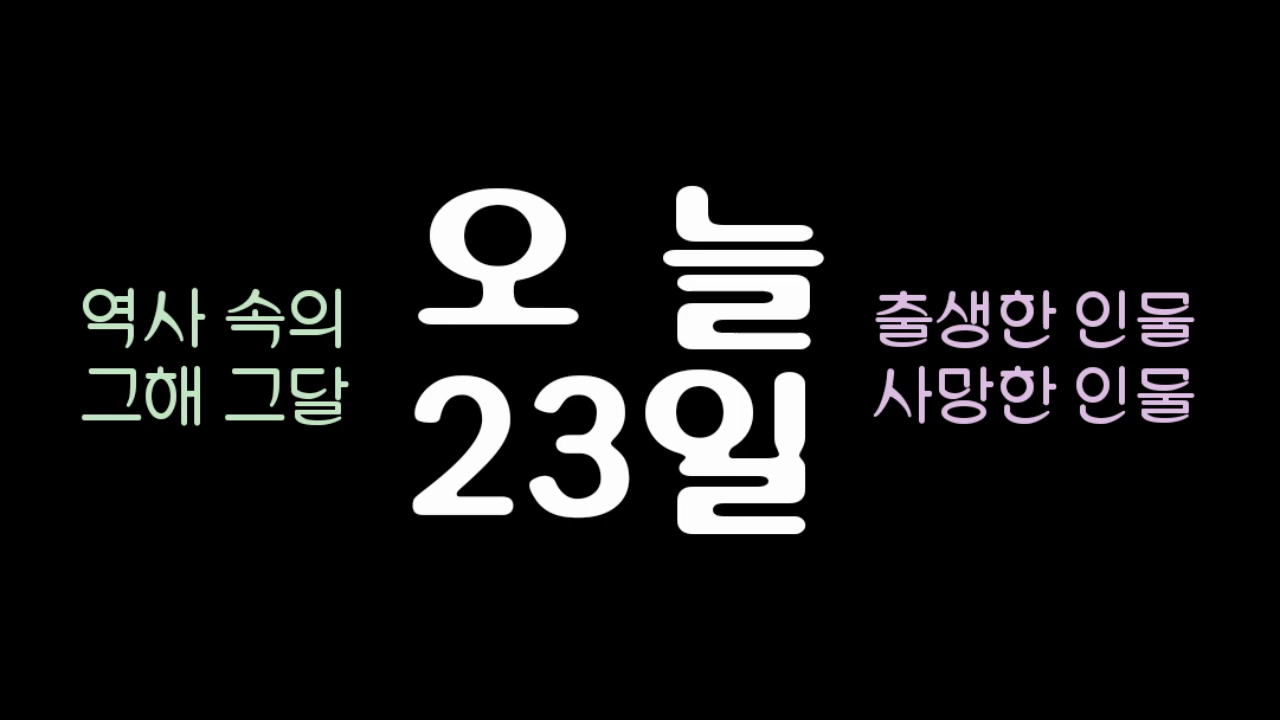 역사 속의
그해 그달
오 늘
23일
출생한 인물
사망한 인물